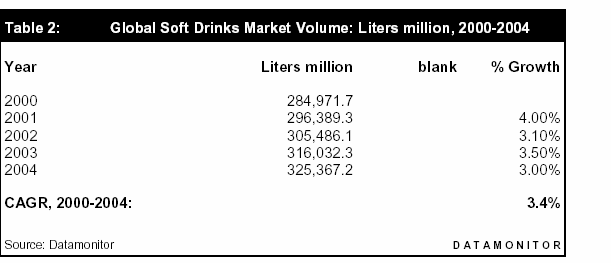 Table 2: Global Soft Drinks Market Volume: Liters million, 2000-2004
Year Liters million blank % Growth
2000 284,971.7
2001 296,389.3 4.00%
2002 305,486.1 3.10%
2003 316,032.3 3.50%
2004 325,367.2 3.00%
CAGR, 2000-2004: 3.4%
Source: Datamonitor DATAMONITOR